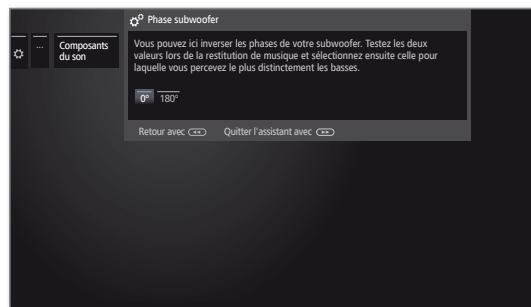 Phase subwoofer
...
Composants
du son
Vous pouvez ici inverser les phases de votre subwoofer. Testez les deux
valeurs lors de la restitution de musique et sélectionnez ensuite celle pour
laquelle vous percevez le plus distinctement les basses.
0° 180°
Retour avec Quitter l'assistant avec